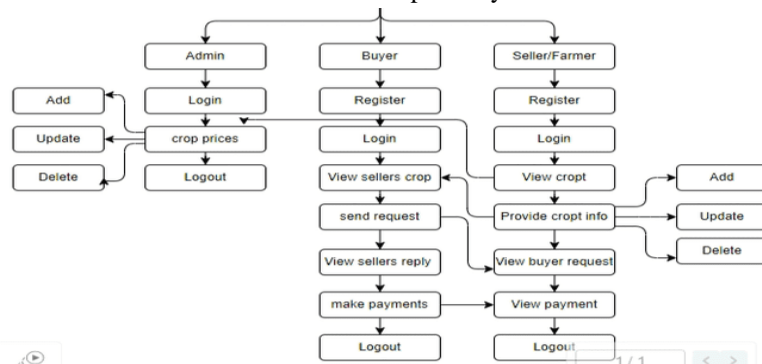 Admin
Buyer
Seller/Farmer
Add
Login
Register
Register
Update
crop prices
Login
Login
Delete
Logout
View sellers crop
View cropt
Add
send request
Provide cropt info
Update
Delete
View sellers reply
View buyer request
make payments
View payment
Logout
Logout
1/1